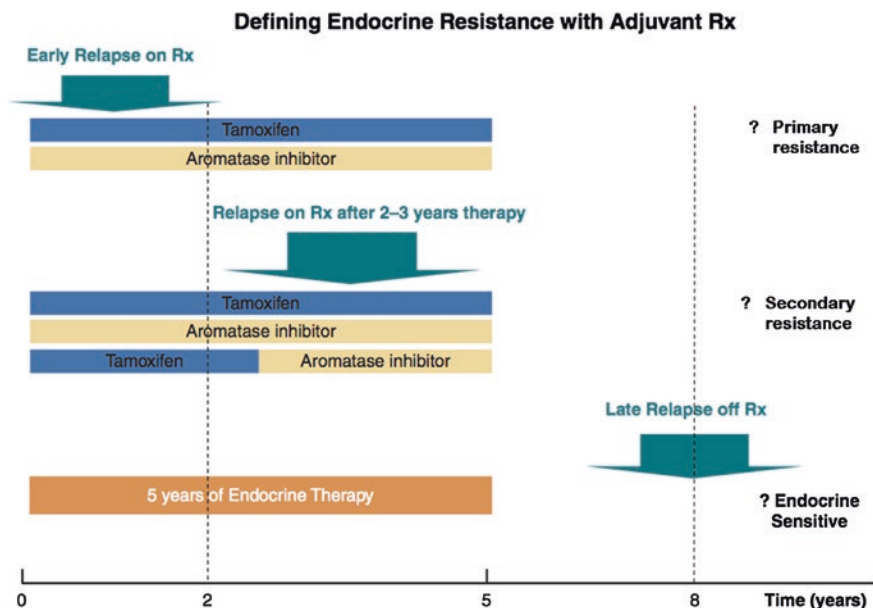 Defining Endocrine Resistance with Adjuvant Rx
Early Relapse on Rx
Tamoxifen
Aromatase inhibitor
? Primary
resistance
Relapse on Rx after 2–3 years therapy
Tamoxifen
Aromatase inhibitor
Tamoxifen Aromatase inhibitor
? Secondary
resistance
Late Relapse off Rx
5 years of Endocrine Therapy
? Endocrine
Sensitive
0 2 5 8 Time (years)